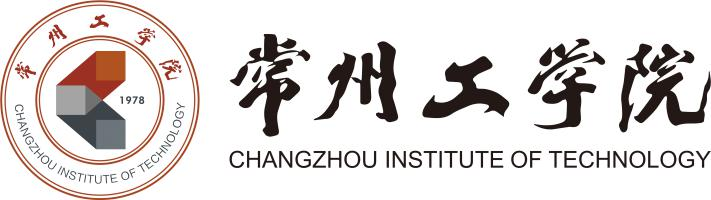 常州工学院
1978
CHANGZHOU INSTITUTE OF TECHNOLOGY
常州工学院
CHANGZHOU INSTITUTE OF TECHNOLOGY